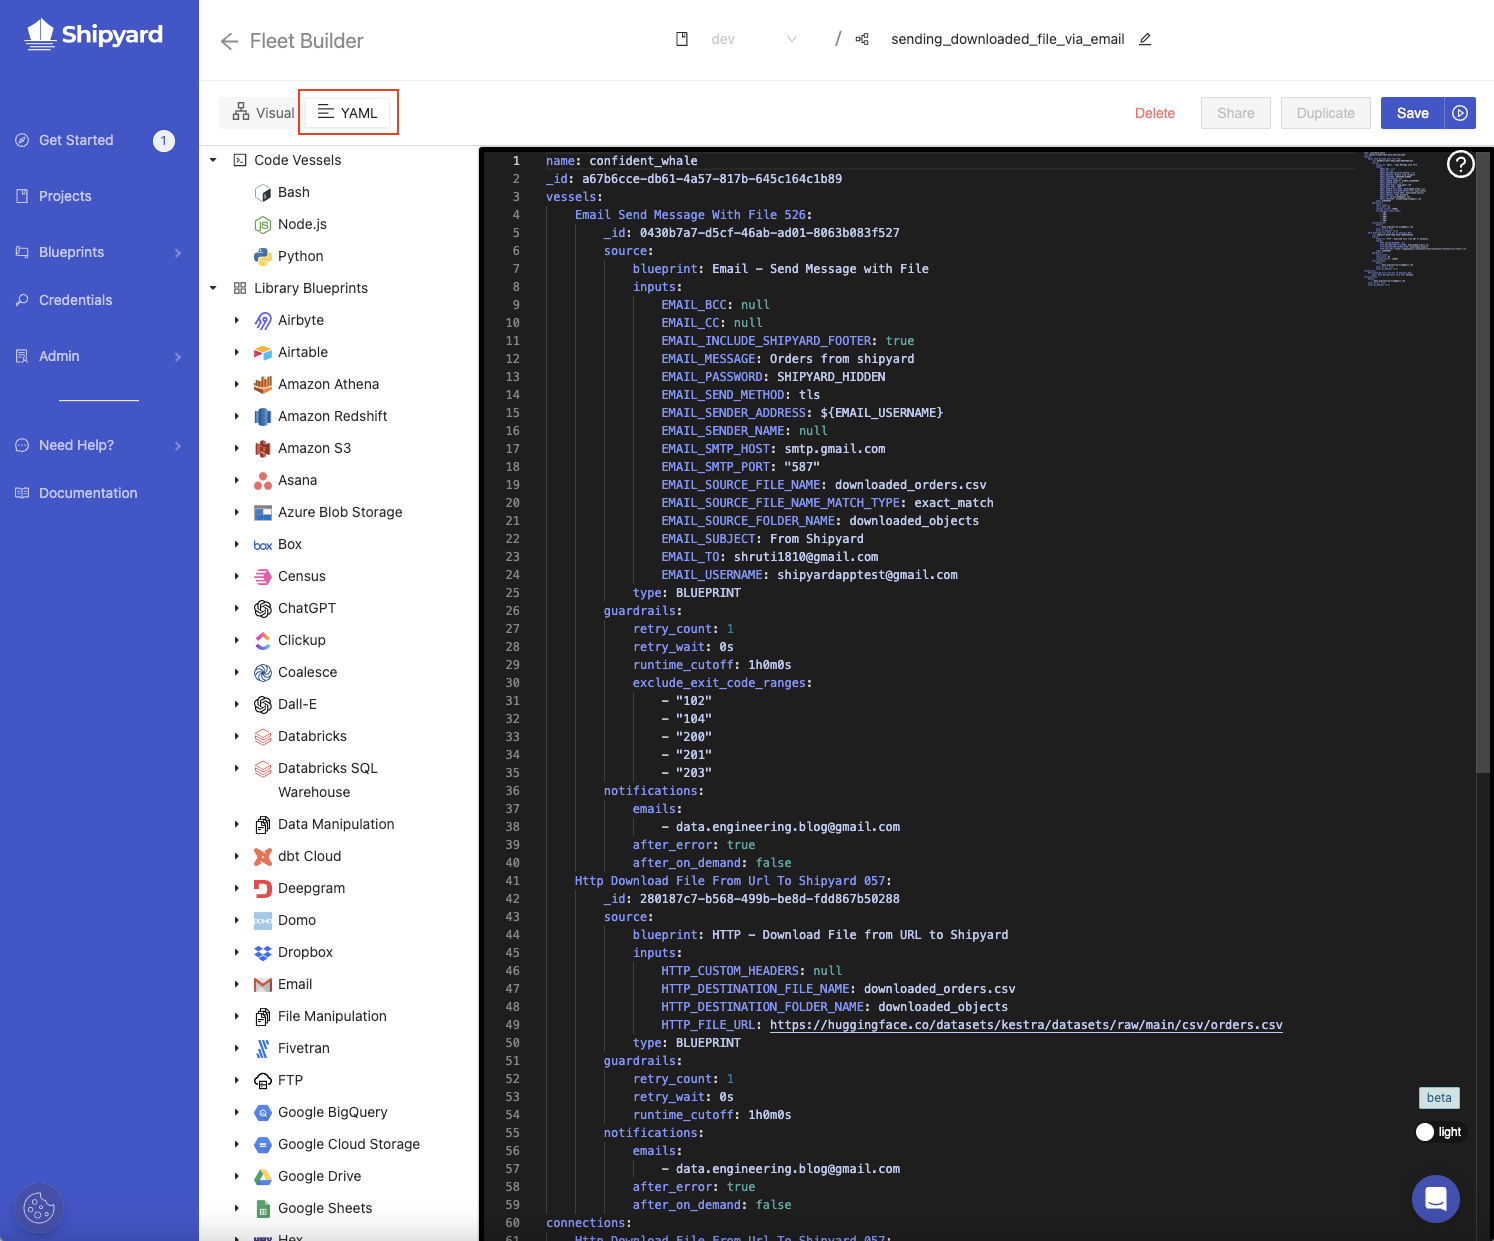 Shipyard
Fleet Builder
dev
/
sending_downloaded_file_via_email
Visual
YAML
Delete
Share
Duplicate
Save
Get Started
1
Projects
Blueprints
Credentials
Admin
Need Help?
Documentation
Code Vessels
Bash
Node.js
Python
Library Blueprints
Airbyte
Airtable
Amazon Athena
Amazon Redshift
Amazon S3
Asana
Azure Blob Storage
Box
Census
ChatGPT
Clickup
Coalesce
Dall-E
Databricks
Databricks SQL
Warehouse
Data Manipulation
dbt Cloud
Deepgram
Domo
Dropbox
Email
File Manipulation
Fivetran
FTP
Google BigQuery
Google Cloud Storage
Google Drive
Google Sheets
Hex
1 name: confident_whale
2 _id: a67b6cce-db61-4a57-817b-645c164c1b89
3 vessels:
4 Email Send Message With File 526:
5 _id: 0430b7a7-d5cf-46ab-ad01-8063b083f527
6 source:
7 blueprint: Email - Send Message with File
8 inputs:
9 EMAIL_BCC: null
10 EMAIL_CC: null
11 EMAIL_INCLUDE_SHIPYARD_FOOTER: true
12 EMAIL_MESSAGE: Orders from shipyard
13 EMAIL_PASSWORD: SHIPYARD_HIDDEN
14 EMAIL_SEND_METHOD: tls
15 EMAIL_SENDER_ADDRESS: ${EMAIL_USERNAME}
16 EMAIL_SENDER_NAME: null
17 EMAIL_SMTP_HOST: smtp.gmail.com
18 EMAIL_SMTP_PORT: "587"
19 EMAIL_SOURCE_FILE_NAME: downloaded_orders.csv
20 EMAIL_SOURCE_FILE_NAME_MATCH_TYPE: exact_match
21 EMAIL_SOURCE_FOLDER_NAME: downloaded_objects
22 EMAIL_SUBJECT: From Shipyard
23 EMAIL_TO: shruti1810@gmail.com
24 EMAIL_USERNAME: shipyardapptest@gmail.com
25 type: BLUEPRINT
26 guardrails:
27 retry_count: 1
28 retry_wait: 0s
29 runtime_cutoff: 1h0m0s
30 exclude_exit_code_ranges:
31 - "102"
32 - "104"
33 - "200"
34 - "201"
35 - "203"
36 notifications:
37 emails:
38 - data.engineering.blog@gmail.com
39 after_error: true
40 after_on_demand: false
41 Http Download File From Url To Shipyard 057:
42 _id: 280187c7-b568-499b-be8d-fdd867b50288
43 source:
44 blueprint: HTTP - Download File from URL to Shipyard
45 inputs:
46 HTTP_CUSTOM_HEADERS: null
47 HTTP_DESTINATION_FILE_NAME: downloaded_orders.csv
48 HTTP_DESTINATION_FOLDER_NAME: downloaded_objects
49 HTTP_FILE_URL: https://huggingface.co/datasets/kestra/datasets/raw/main/csv/orders.csv
50 type: BLUEPRINT
51 guardrails:
52 retry_count: 1
53 retry_wait: 0s
54 runtime_cutoff: 1h0m0s
55 notifications:
56 emails:
57 - data.engineering.blog@gmail.com
58 after_error: true
59 after_on_demand: false
60 connections:
61 Http Download File From Url To Shipyard 057:
?
beta
light